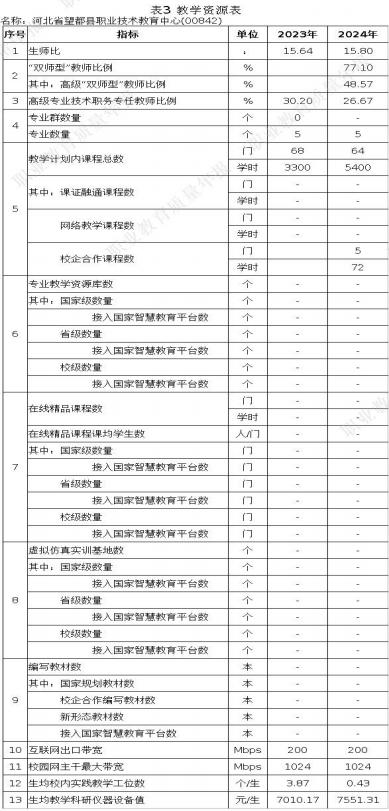 表3 教学资源表
名称：河北省望都县职业技术教育中心(00842)
序号 指标 单位 2023年 2024年
1 生师比 ： 15.64 15.80
2 “双师型”教师比例 % 77.10
其中：高级“双师型”教师比例 % - 48.57
3 高级专业技术职务专任教师比例 % 30.20 26.67
4 专业群数量 个 0 -
专业数量 个 5 5
5 教学计划内课程总数 门 68 64
学时 3300 5400
其中：课证融通课程数 门 - -
学时 - -
网络教学课程数 门 - -
学时 - -
校企合作课程数 门 5
学时 72
6 专业教学资源库数 个 - -
其中：国家级数量 个 - -
接入国家智慧教育平台数 个 - -
省级数量 个 - -
接入国家智慧教育平台数 个 - -
校级数量 个 - -
接入国家智慧教育平台数 个 - -
7 在线精品课程数 门 - -
学时 - -
在线精品课程课均学生数 人/门 - -
其中：国家级数量 门 - -
接入国家智慧教育平台数 门 - -
省级数量 门 - -
接入国家智慧教育平台数 门 - -
校级数量 门 - -
接入国家智慧教育平台数 门 - -
8 虚拟仿真实训基地数 个 - -
其中：国家级数量 个 - -
接入国家智慧教育平台数 个 - -
省级数量 个 - -
接入国家智慧教育平台数 个 - -
校级数量 个 - -
接入国家智慧教育平台数 个 - -
9 编写教材数 本 - -
其中：国家规划教材数 本 - -
校企合作编写教材数 本 - -
新形态教材数 本 - -
接入国家智慧教育平台数 本 - -
10 互联网出口带宽 Mbps 200 200
11 校园网主干最大带宽 Mbps 1024 1024
12 生均校内实践教学工位数 个/生 3.87 0.43
13 生均教学科研仪器设备值 元/生 7010.17 7551.31